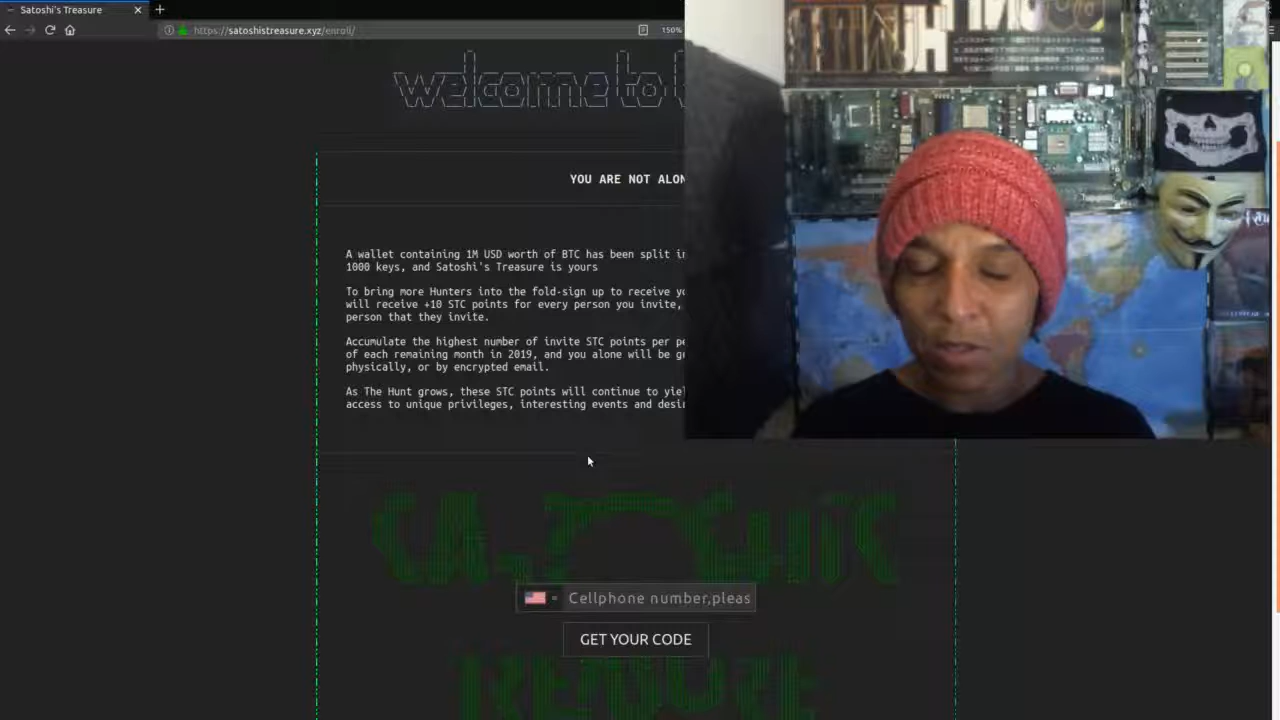 Satoshi's Treasure
https://satoshistreasure.xyz/enroll/
150%
welcome to t
YOU ARE NOT ALON
A wallet containing 1M USD worth of BTC has been split in
1000 keys, and Satoshi's Treasure is yours
To bring more Hunters into the fold-sign up to receive yo
will receive +10 STC points for every person you invite,
person that they invite.
Accumulate the highest number of invite STC points per pe
of each remaining month in 2019, and you alone will be gr
physically, or by encrypted email.
As The Hunt grows, these STC points will continue to yiel
access to unique privileges, interesting events and desir
Cellphone number,pleas
GET YOUR CODE